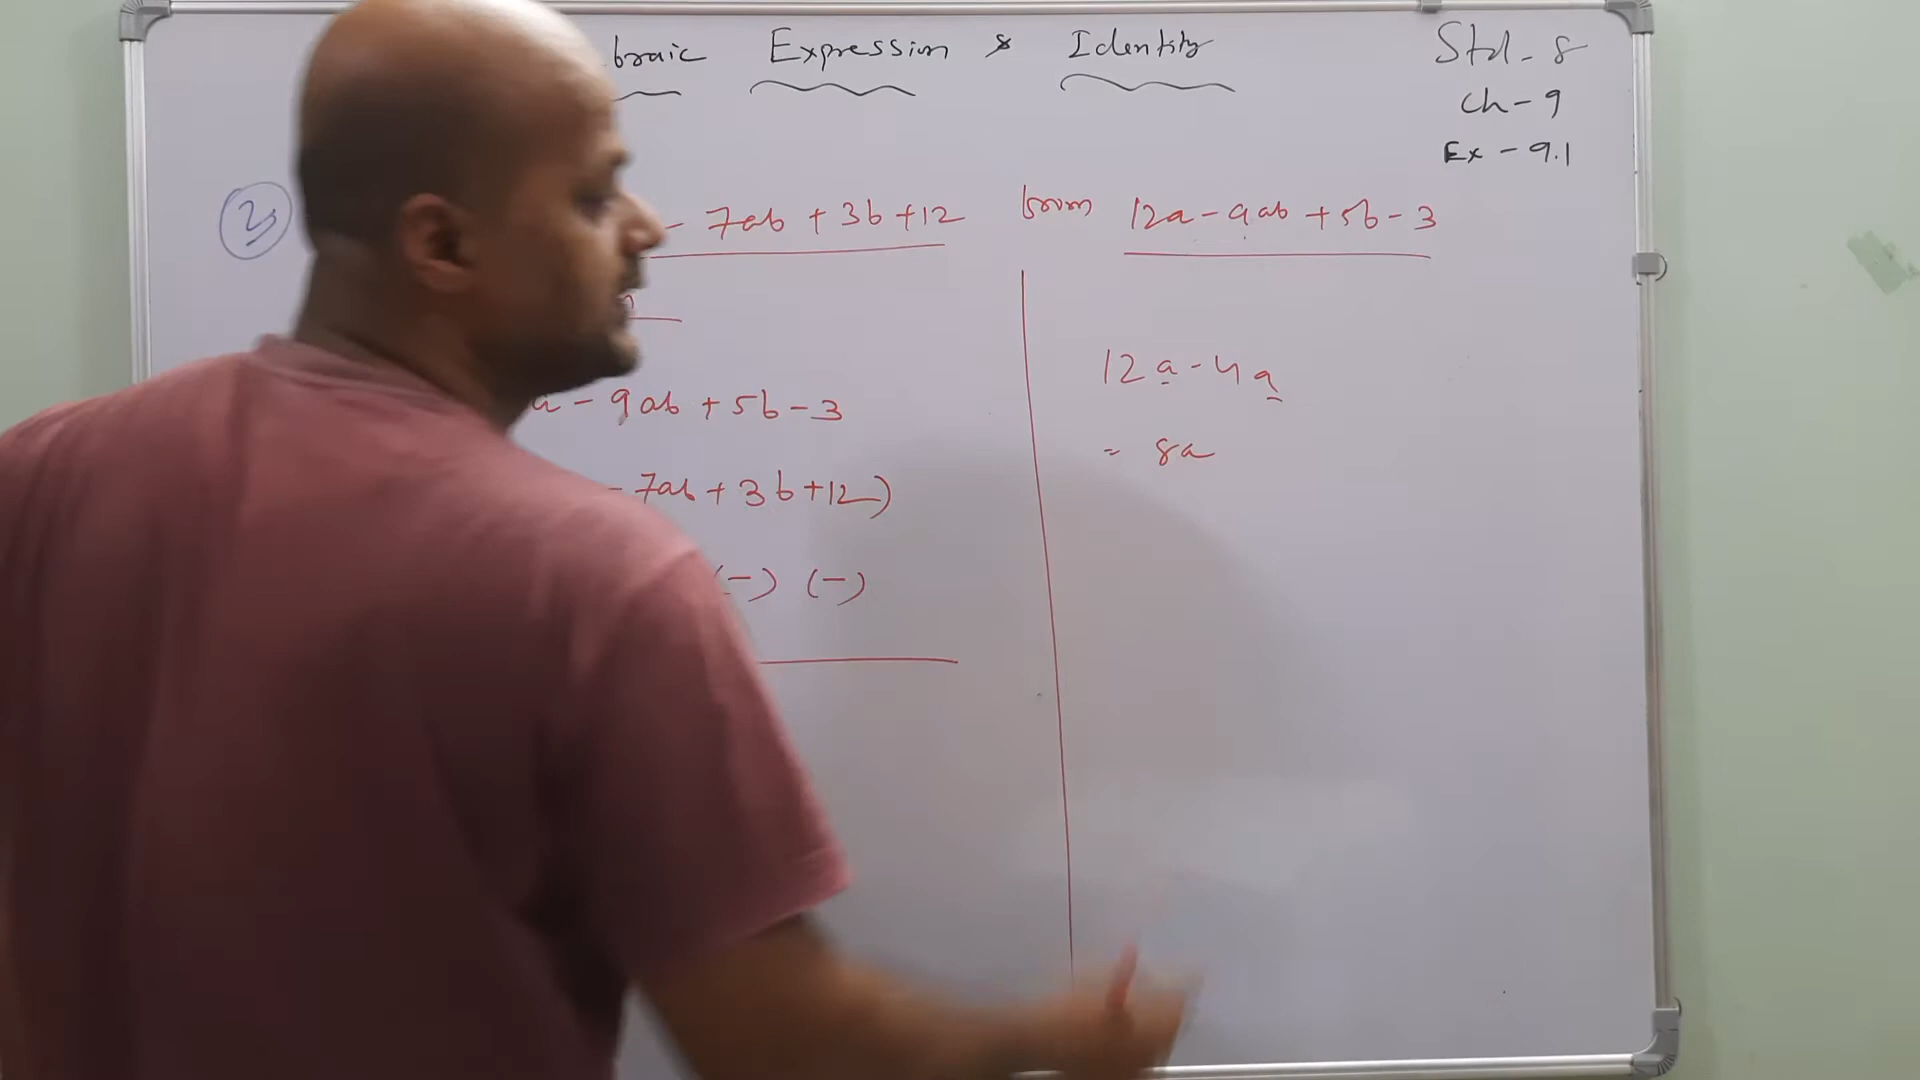 braic Expression & Identity
Std - 8
Ch - 9
Ex - 9.1
2
- 7ab + 3b + 12 from 12a - 9ab + 5b - 3
a - 9ab + 5b - 3
- 7ab + 3b + 12)
(-) (-)
12a - 4a
= 8a